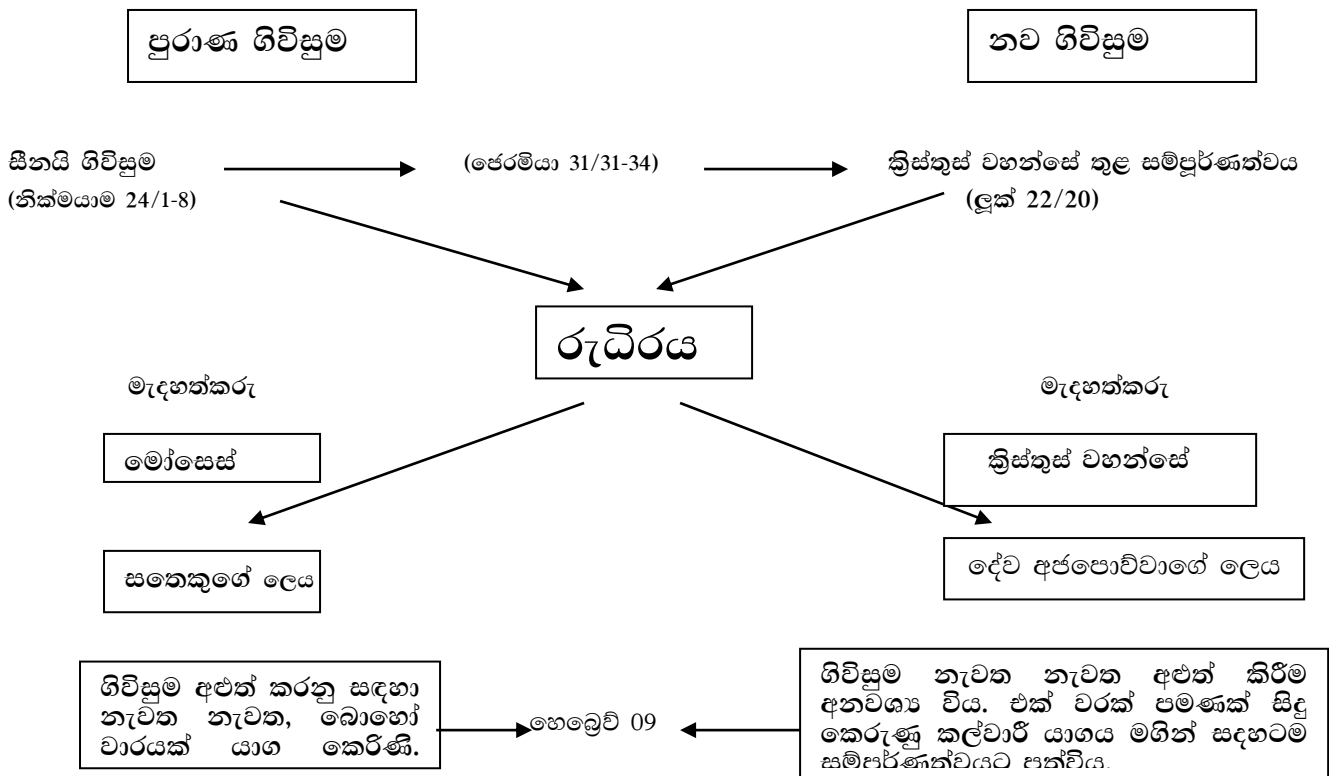 පුරාණ ගිවිසුම
නව ගිවිසුම
සීනයි ගිවිසුම
(නික්මයාම 24/1-8)
(ජෙරමියා 31/31-34)
ක්‍රිස්තුස් වහන්සේ තුළ සම්පූර්ණත්වය
(ලූක් 22/20)
රුධිරය
මැදහත්කරු
මැදහත්කරු
මෝසෙස්
ක්‍රිස්තුස් වහන්සේ
සතෙකුගේ ලෙය
දේව අජපොව්වාගේ ලෙය
ගිවිසුම අළුත් කරනු සඳහා
නැවත නැවත, බොහෝ
වාරයක් යාග කෙරිණි.
හෙබ්‍රෙව් 09
ගිවිසුම නැවත නැවත අළුත් කිරීම
අනවශ්‍ය විය. එක් වරක් පමණක් සිදු
කෙරුණු කල්වාරී යාගය මගින් සදහටම
සම්පූර්ණත්වයට පත්විය.